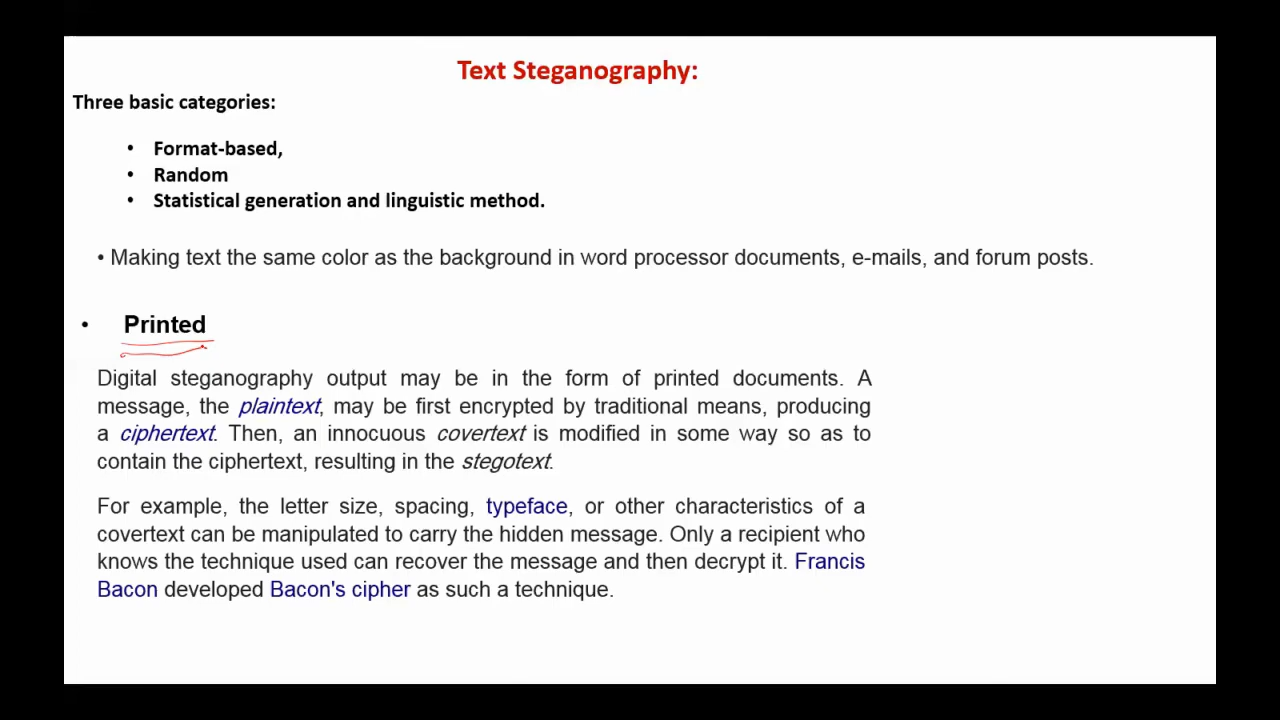 Text Steganography:
Three basic categories:
• Format-based,
• Random
• Statistical generation and linguistic method.
• Making text the same color as the background in word processor documents, e-mails, and forum posts.
• Printed
Digital steganography output may be in the form of printed documents. A
message, the plaintext, may be first encrypted by traditional means, producing
a ciphertext. Then, an innocuous covertext is modified in some way so as to
contain the ciphertext, resulting in the stegotext.
For example, the letter size, spacing, typeface, or other characteristics of a
covertext can be manipulated to carry the hidden message. Only a recipient who
knows the technique used can recover the message and then decrypt it. Francis
Bacon developed Bacon's cipher as such a technique.